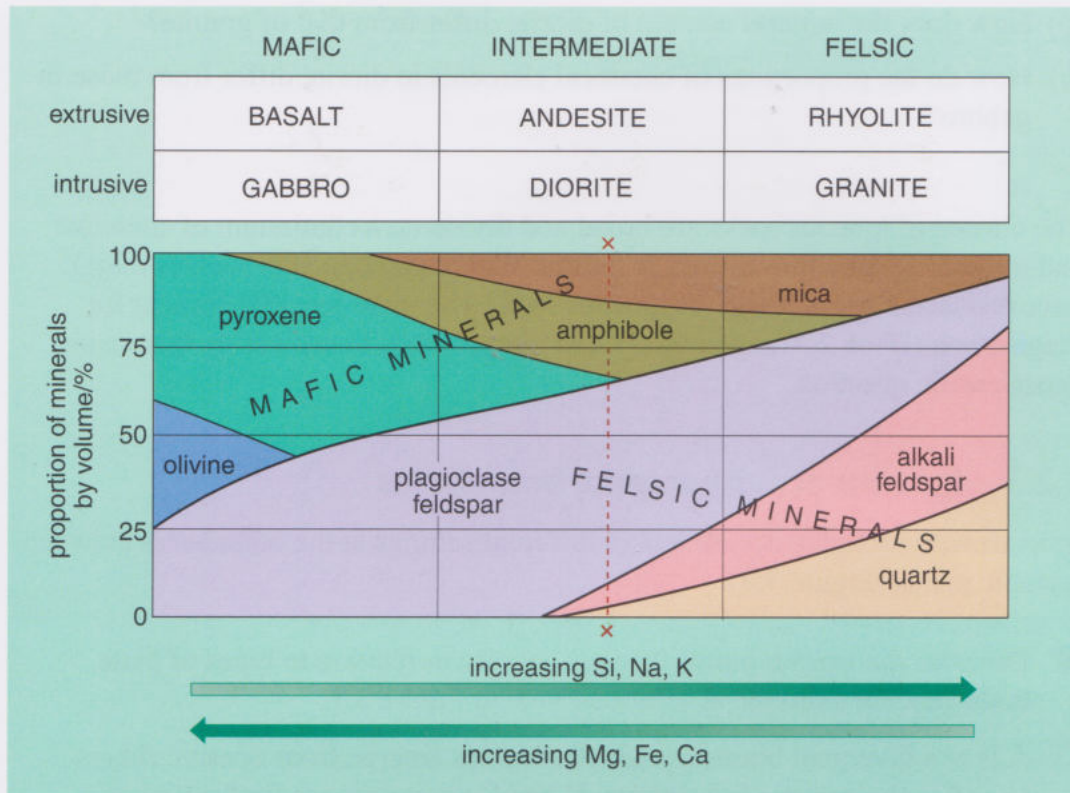 MAFIC INTERMEDIATE FELSIC
extrusive BASALT ANDESITE RHYOLITE
intrusive GABBRO DIORITE GRANITE
×
proportion of minerals
by volume/%
100
75
50
25
0
pyroxene
olivine
MAFIC MINERALS
amphibole
mica
plagioclase
feldspar
FELSIC MINERALS
alkali
feldspar
quartz
×
increasing Si, Na, K
increasing Mg, Fe, Ca